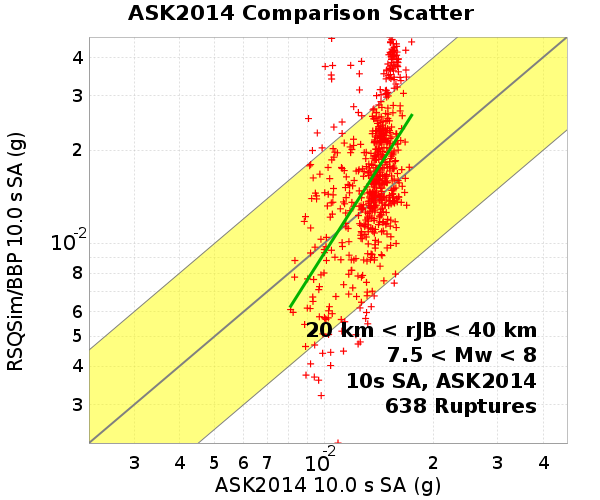 ASK2014 Comparison Scatter
RSQSim/BBP 10.0 s SA (g)
4
3
2
10-2
8
6
5
4
3
20 km < rJB < 40 km
7.5 < Mw < 8
10s SA, ASK2014
638 Ruptures
3 4 5 6 7 10-2 2 3 4
ASK2014 10.0 s SA (g)